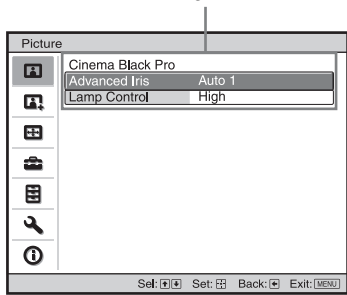 Picture
Cinema Black Pro
Advanced Iris Auto 1
Lamp Control High
Sel: Set: Back: Exit: MENU